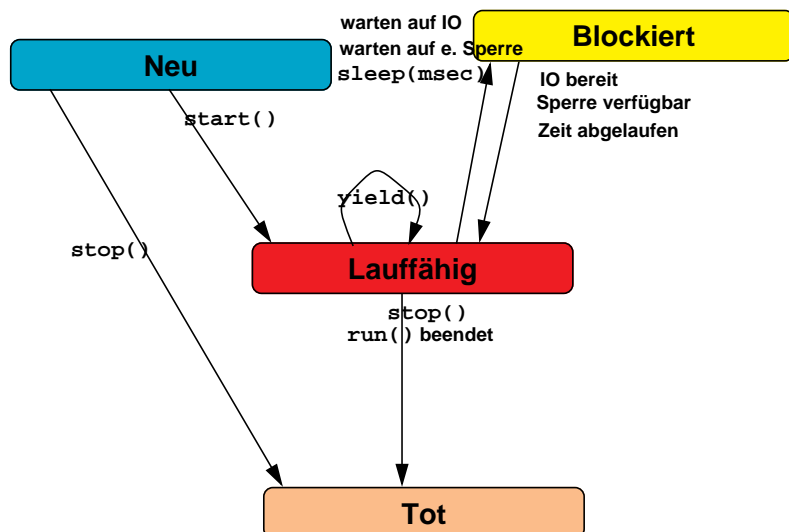 warten auf IO
Blockiert
warten auf e. Sperre
Neu
sleep(msec)
IO bereit
Sperre verfügbar
start()
Zeit abgelaufen
yield()
stop()
Lauffähig
stop()
run() beendet
Tot